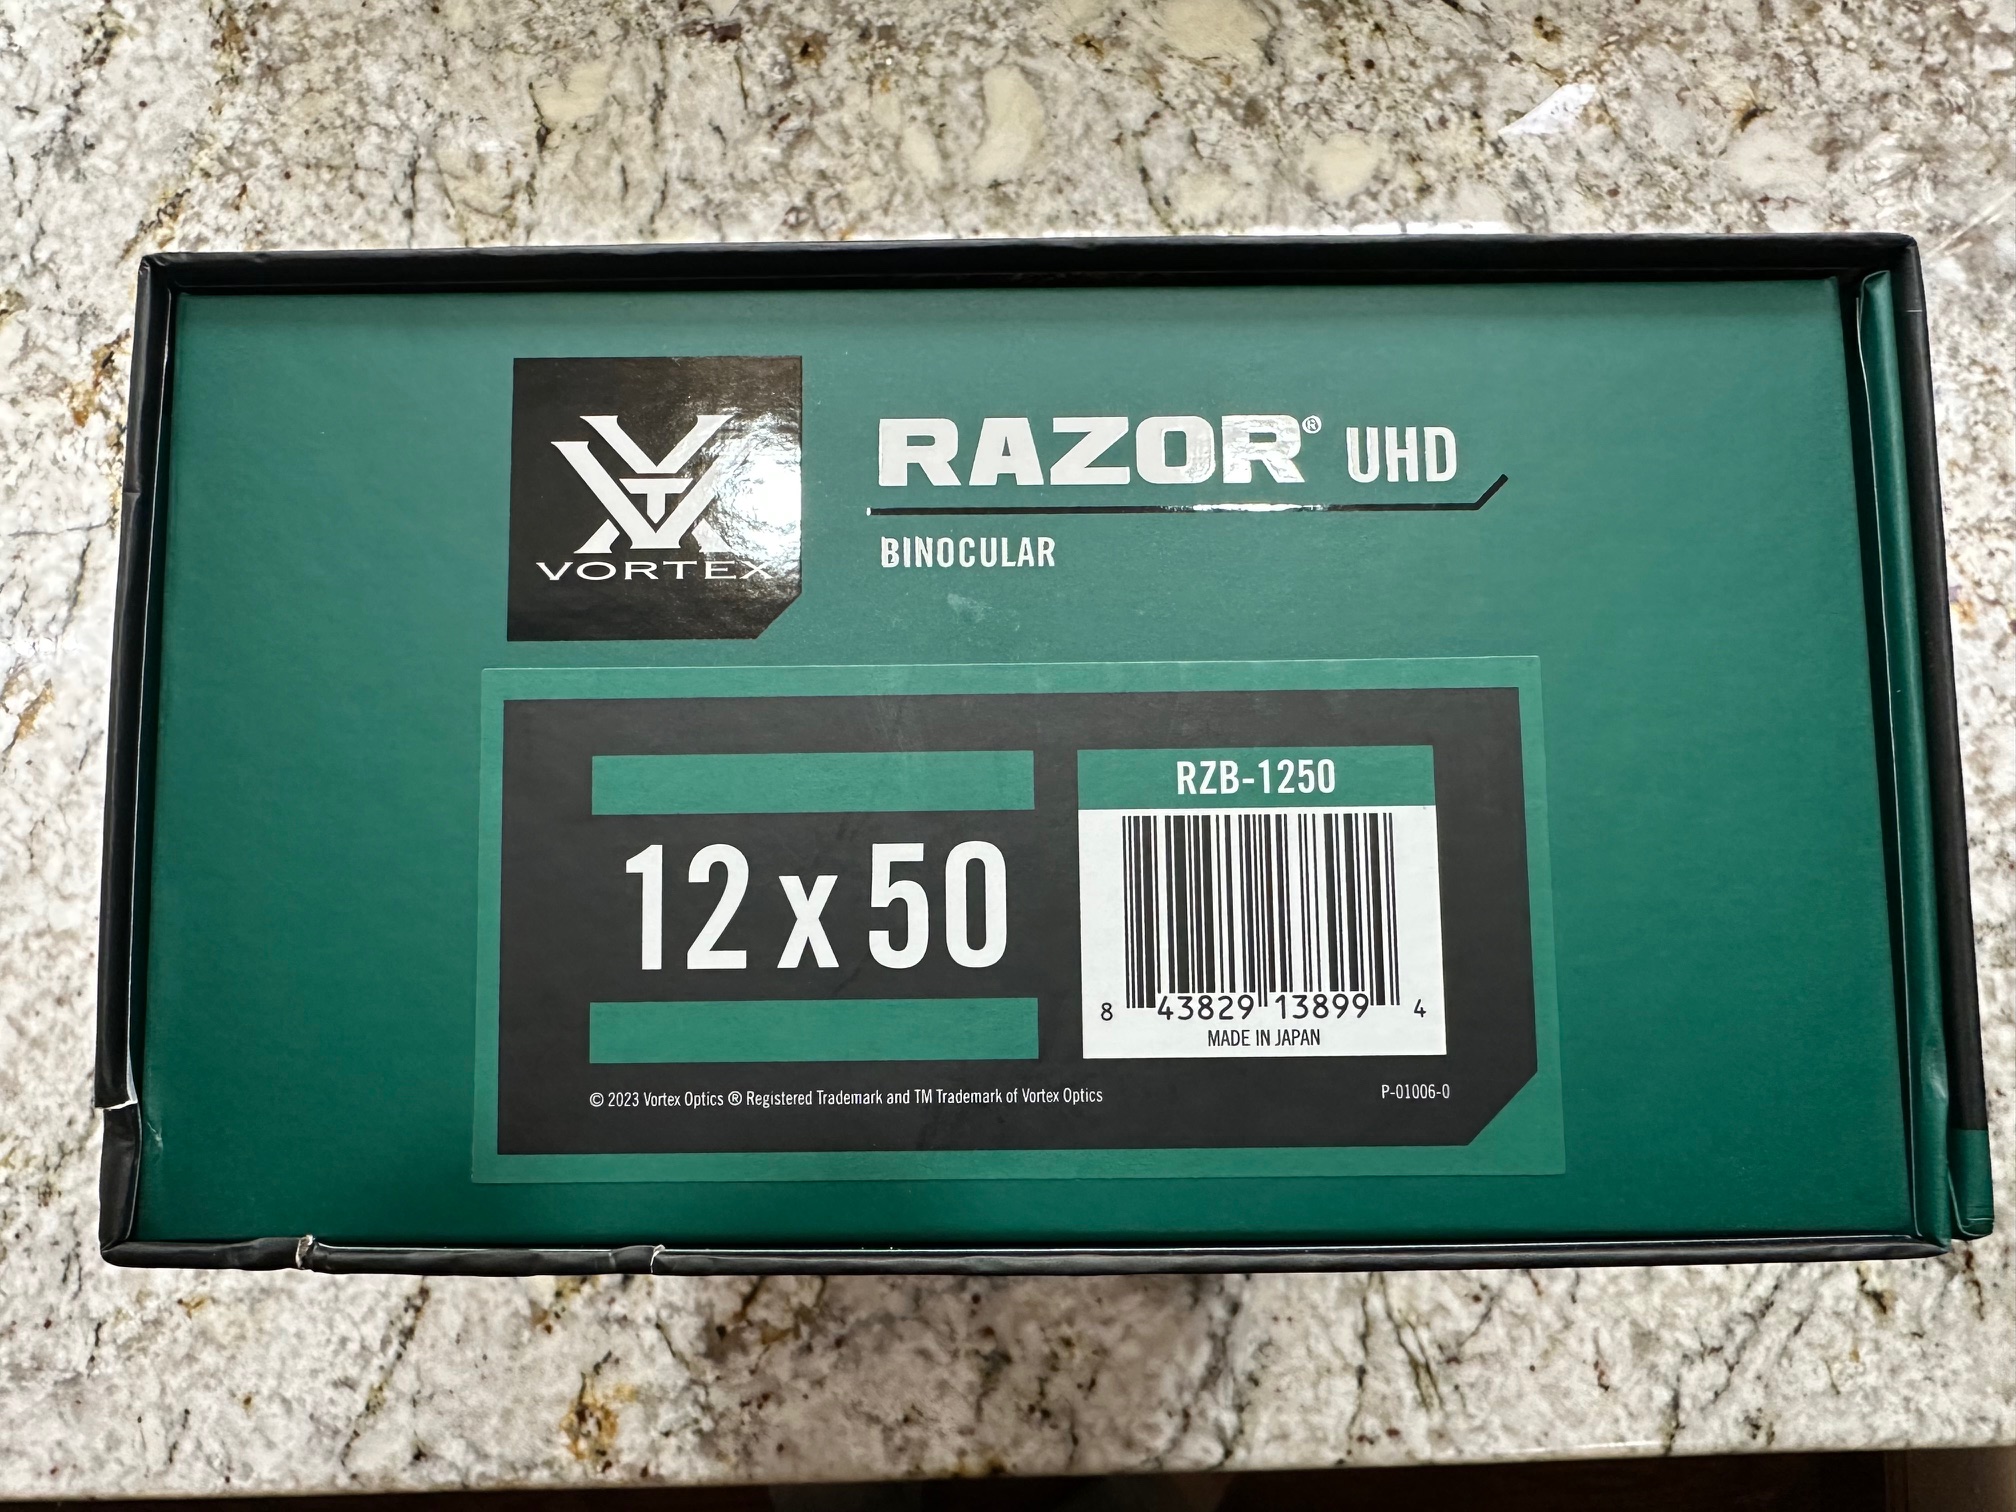 VORTEX
RAZOR® UHD
BINOCULAR
12 x 50
RZB-1250
8 43829 13899 4
MADE IN JAPAN
© 2023 Vortex Optics ® Registered Trademark and TM Trademark of Vortex Optics
P-01006-0